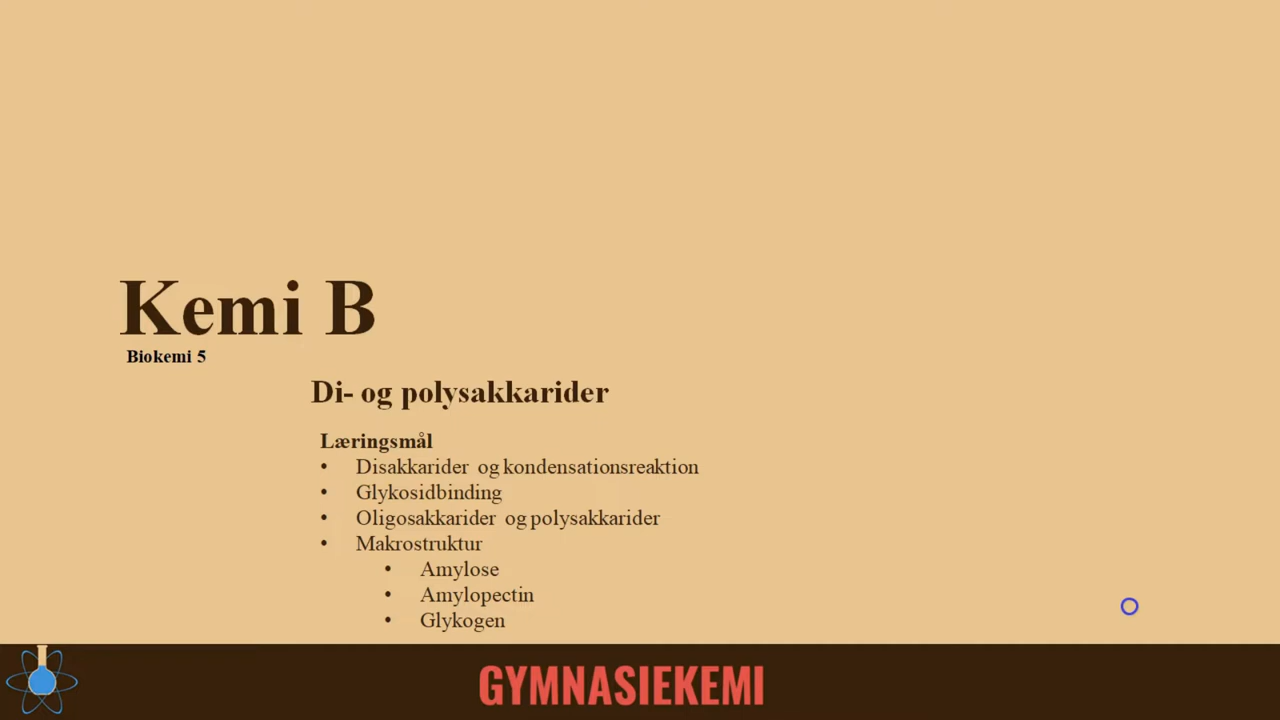 Kemi B
Biokemi 5
Di- og polysakkarider
Læringsmål
• Disakkarider og kondensationsreaktion
• Glykosidbinding
• Oligosakkarider og polysakkarider
• Makrostruktur
• Amylose
• Amylopectin
• Glykogen
GYMNASIEKEMI